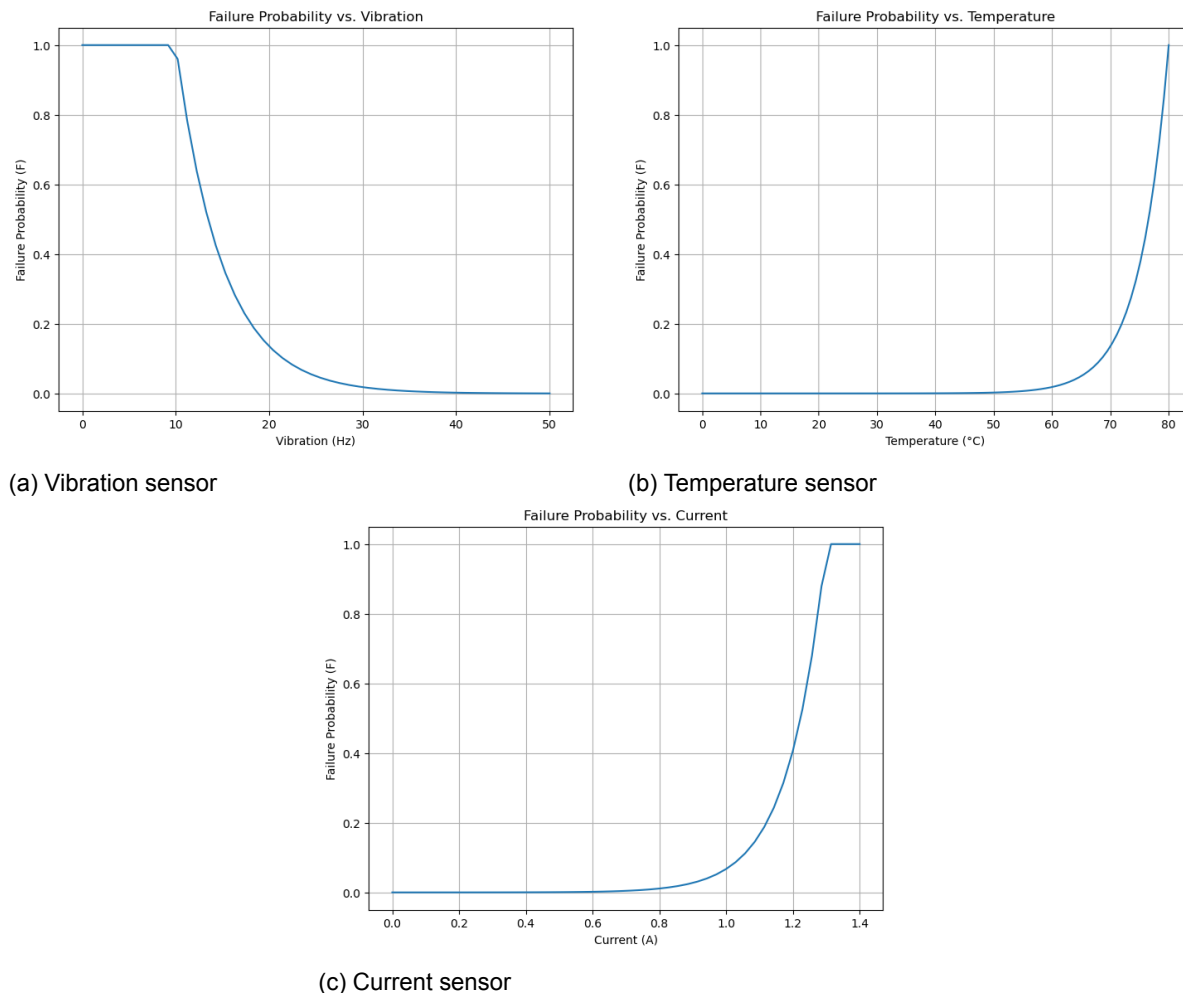 Failure Probability vs. Vibration
Failure Probability (F)
1.0
0.8
0.6
0.4
0.2
0.0
0 10 20 30 40 50
Vibration (Hz)
(a) Vibration sensor
Failure Probability vs. Temperature
Failure Probability (F)
1.0
0.8
0.6
0.4
0.2
0.0
0 10 20 30 40 50 60 70 80
Temperature (°C)
(b) Temperature sensor
Failure Probability vs. Current
Failure Probability (F)
1.0
0.8
0.6
0.4
0.2
0.0
0.0 0.2 0.4 0.6 0.8 1.0 1.2 1.4
Current (A)
(c) Current sensor